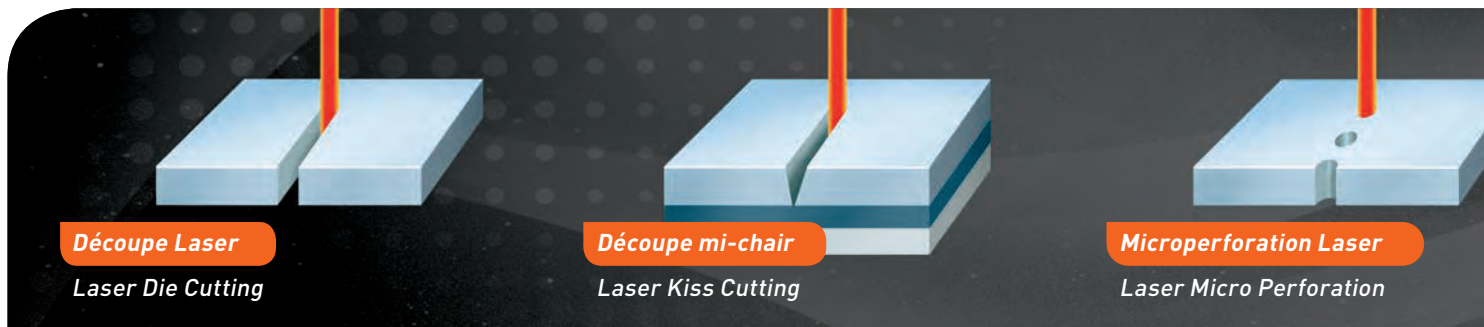 Découpe Laser
Laser Die Cutting
Découpe mi-chair
Laser Kiss Cutting
Microperforation Laser
Laser Micro Perforation